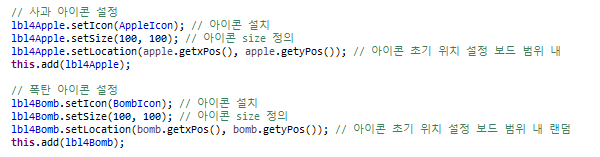 // 사과 아이콘 설정
lbl4Apple.setIcon(AppleIcon); // 아이콘 설치
lbl4Apple.setSize(100, 100); // 아이콘 size 정의
lbl4Apple.setLocation(apple.getxPos(), apple.getyPos()); // 아이콘 초기 위치 설정 보드 범위 내
this.add(lbl4Apple);
// 폭탄 아이콘 설정
lbl4Bomb.setIcon(BombIcon); // 아이콘 설치
lbl4Bomb.setSize(100, 100); // 아이콘 size 정의
lbl4Bomb.setLocation(bomb.getxPos(), bomb.getyPos()); // 아이콘 초기 위치 설정 보드 범위 내 랜덤
this.add(lbl4Bomb);